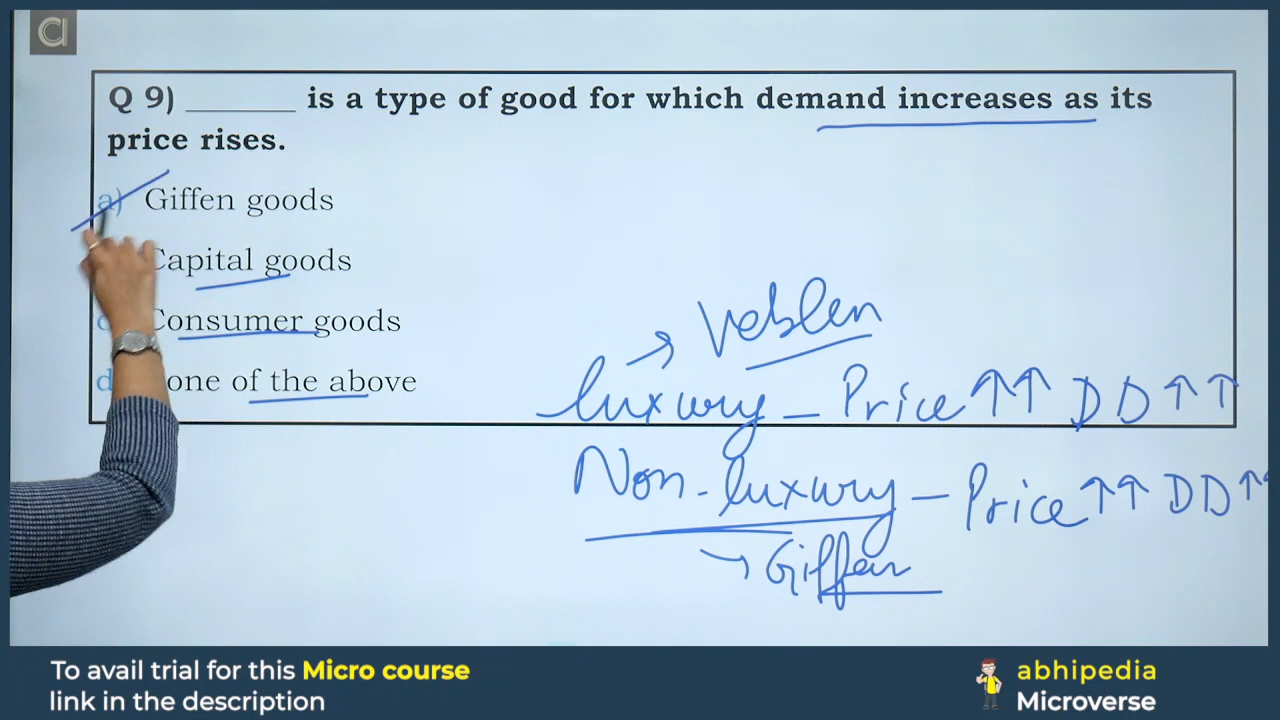 Q 9) _______ is a type of good for which demand increases as its
price rises.
a) Giffen goods
Capital goods
Consumer goods
d one of the above
Veblen
luxury - Price ↑↑ DD ↑↑
Non-luxury - Price ↑↑ DD ↑
Giffen
To avail trial for this Micro course
link in the description
abhipedia
Microverse